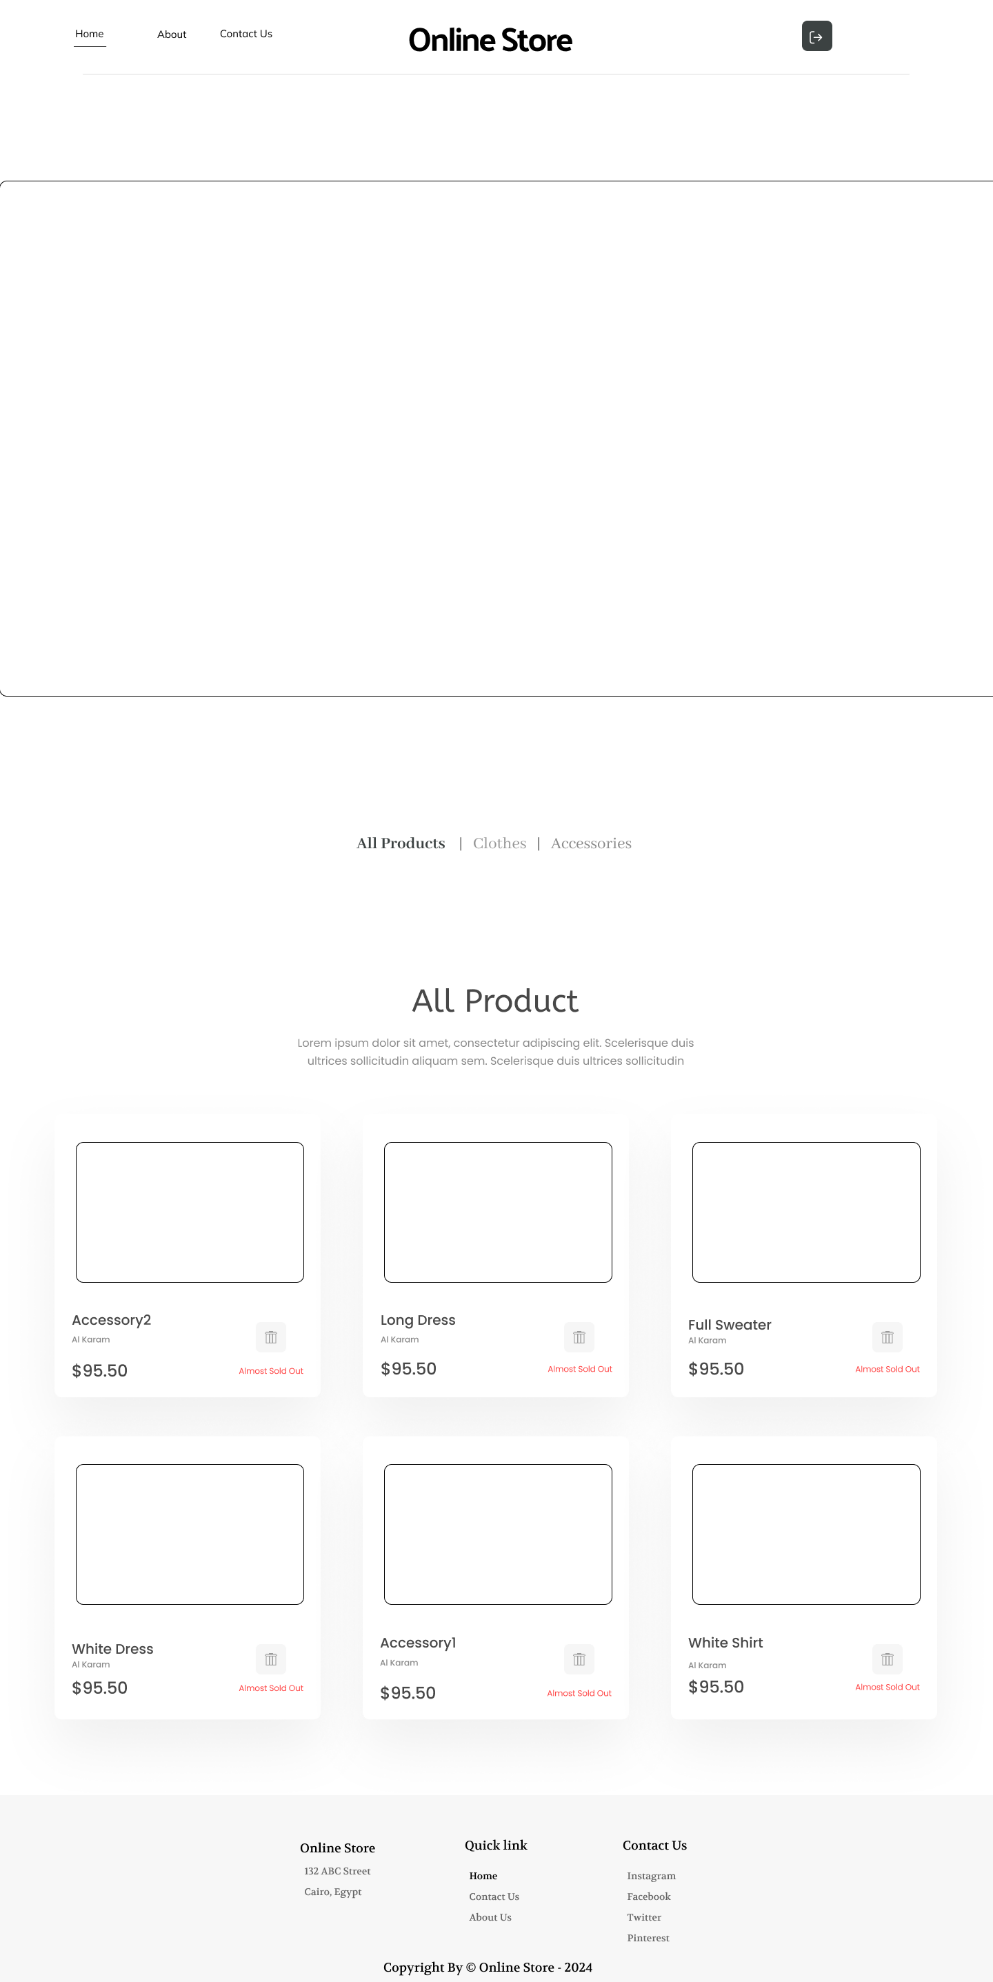 Home
About
Contact Us
Online Store
All Products | Clothes | Accessories
All Product
Lorem ipsum dolor sit amet, consectetur adipiscing elit. Scelerisque duis
ultrices sollicitudin aliquam sem. Scelerisque duis ultrices sollicitudin
Accessory2
Al Karam
$95.50
Almost Sold Out
Long Dress
Al Karam
$95.50
Almost Sold Out
Full Sweater
Al Karam
$95.50
Almost Sold Out
White Dress
Al Karam
$95.50
Almost Sold Out
Accessory1
Al Karam
$95.50
Almost Sold Out
White Shirt
Al Karam
$95.50
Almost Sold Out
Online Store
132 ABC Street
Cairo, Egypt
Quick link
Home
Contact Us
About Us
Contact Us
Instagram
Facebook
Twitter
Pinterest
Copyright By © Online Store - 2024